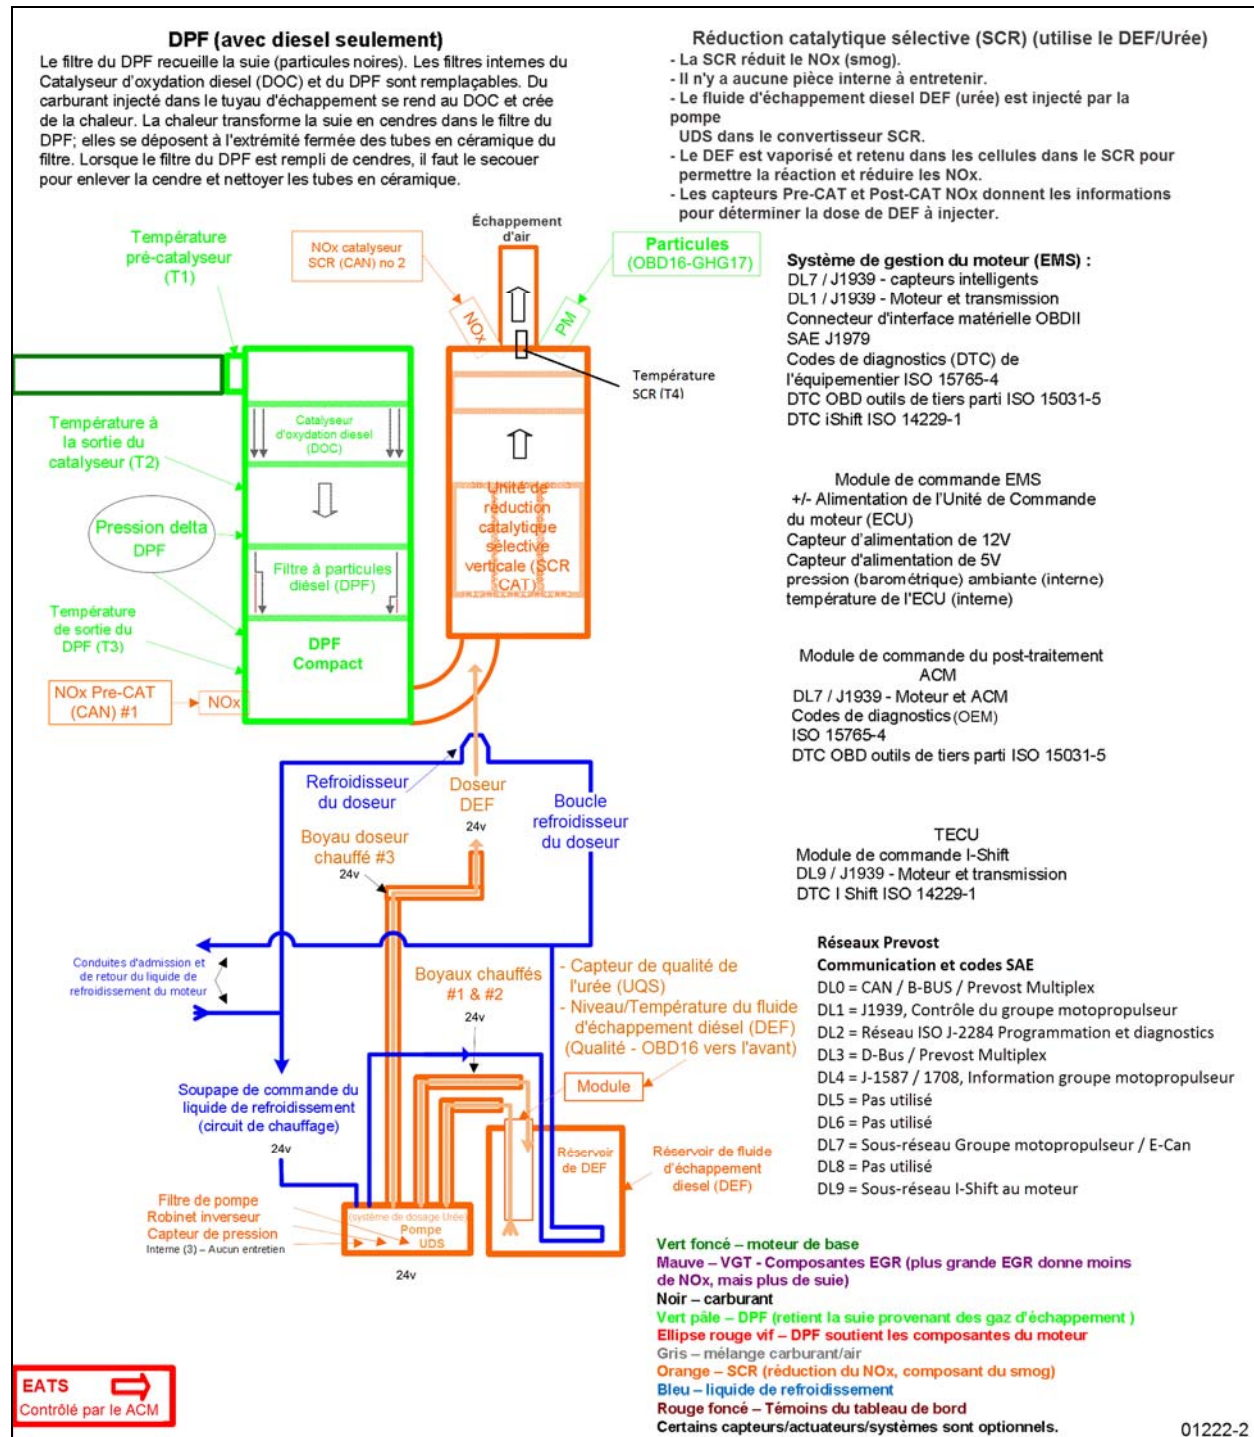 DPF (avec diesel seulement)
Le filtre du DPF recueille la suie (particules noires). Les filtres internes du
Catalyseur d'oxydation diesel (DOC) et du DPF sont remplaçables. Du
carburant injecté dans le tuyau d'échappement se rend au DOC et crée
de la chaleur. La chaleur transforme la suie en cendres dans le filtre du
DPF; elles se déposent à l'extrémité fermée des tubes en céramique du
filtre. Lorsque le filtre du DPF est rempli de cendres, il faut le secouer
pour enlever la cendre et nettoyer les tubes en céramique.
Réduction catalytique sélective (SCR) (utilise le DEF/Urée)
- La SCR réduit le NOx (smog).
- Il n'y a aucune pièce interne à entretenir.
- Le fluide d'échappement diesel DEF (urée) est injecté par la
pompe
UDS dans le convertisseur SCR.
- Le DEF est vaporisé et retenu dans les cellules dans le SCR pour
permettre la réaction et réduire les NOx.
- Les capteurs Pre-CAT et Post-CAT NOx donnent les informations
pour déterminer la dose de DEF à injecter.
Température
pré-catalyseur
(T1)
NOx catalyseur
SCR (CAN) no 2
Échappement
d'air
Particules
(OBD16-GHG17)
NOx
PM
Température
SCR (T4)
Température à
la sortie du
catalyseur (T2)
Catalyseur
d'oxydation diesel
(DOC)
Pression delta
DPF
Filtre à particules
diésel (DPF)
Unité de
réduction
catalytique
sélective
verticale (SCR
CAT)
Température
de sortie du
DPF (T3)
DPF
Compact
NOx Pre-CAT
(CAN) #1
NOx
Système de gestion du moteur (EMS) :
DL7 / J1939 - capteurs intelligents
DL1 / J1939 - Moteur et transmission
Connecteur d'interface matérielle OBDII
SAE J1979
Codes de diagnostics (DTC) de
l'équipementier ISO 15765-4
DTC OBD outils de tiers parti ISO 15031-5
DTC iShift ISO 14229-1
Module de commande EMS
+/- Alimentation de l'Unité de Commande
du moteur (ECU)
Capteur d'alimentation de 12V
Capteur d'alimentation de 5V
pression (barométrique) ambiante (interne)
température de l'ECU (interne)
Module de commande du post-traitement
ACM
DL7 / J1939 - Moteur et ACM
Codes de diagnostics (OEM)
ISO 15765-4
DTC OBD outils de tiers parti ISO 15031-5
TECU
Module de commande I-Shift
DL9 / J1939 - Moteur et transmission
DTC I Shift ISO 14229-1
Refroidisseur
du doseur
Doseur
DEF
24v
Boucle
refroidisseur
du doseur
Boyau doseur
chauffé #3
24v
Conduites d'admission et
de retour du liquide de
refroidissement du moteur
Boyaux chauffés
#1 & #2
24v
- Capteur de qualité de
l'urée (UQS)
- Niveau/Température du fluide
d'échappement diésel (DEF)
(Qualité - OBD16 vers l'avant)
Module
Soupape de commande du
liquide de refroidissement
(circuit de chauffage)
24v
Réservoir
de DEF
Réservoir de fluide
d'échappement
diesel (DEF)
Filtre de pompe
Robinet inverseur
Capteur de pression
Interne (3) – Aucun entretien
(système de dosage Urée)
Pompe
UDS
24v
Réseaux Prevost
Communication et codes SAE
DL0 = CAN / B-BUS / Prevost Multiplex
DL1 = J1939, Contrôle du groupe motopropulseur
DL2 = Réseau ISO J-2284 Programmation et diagnostics
DL3 = D-Bus / Prevost Multiplex
DL4 = J-1587 / 1708, Information groupe motopropulseur
DL5 = Pas utilisé
DL6 = Pas utilisé
DL7 = Sous-réseau Groupe motopropulseur / E-Can
DL8 = Pas utilisé
DL9 = Sous-réseau I-Shift au moteur
Vert foncé – moteur de base
Mauve – VGT - Composantes EGR (plus grande EGR donne moins
de NOx, mais plus de suie)
Noir – carburant
Vert pâle – DPF (retient la suie provenant des gaz d'échappement )
Ellipse rouge vif – DPF soutient les composantes du moteur
Gris – mélange carburant/air
Orange – SCR (réduction du NOx, composant du smog)
Bleu – liquide de refroidissement
Rouge foncé – Témoins du tableau de bord
Certains capteurs/actuateurs/systèmes sont optionnels.
EATS
Contrôlé par le ACM
01222-2